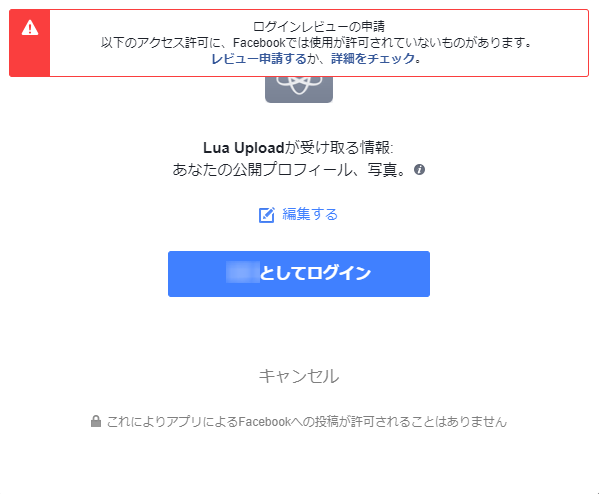 ログインレビューの申請
以下のアクセス許可に、Facebookでは使用が許可されていないものがあります。
レビュー申請するか、詳細をチェック。
Lua Uploadが受け取る情報:
あなたの公開プロフィール、写真。
編集する
としてログイン
キャンセル
これによりアプリによるFacebookへの投稿が許可されることはありません